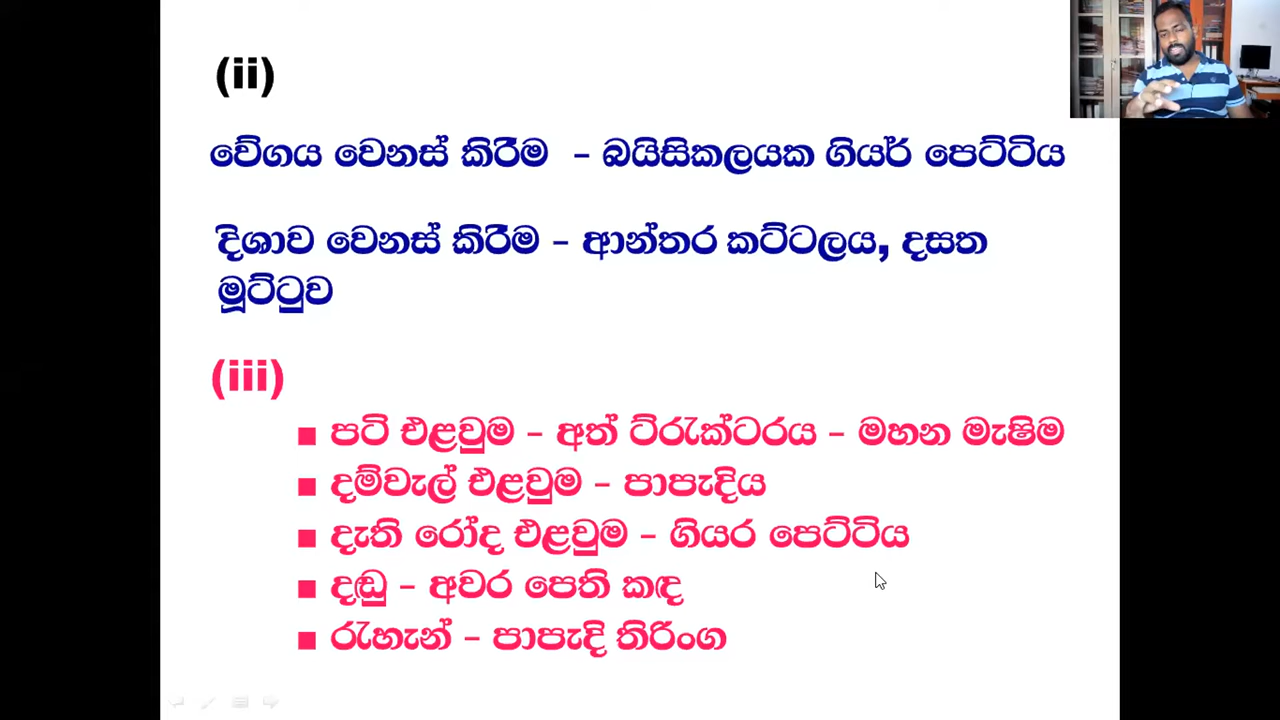 (ii)
වේගය වෙනස් කිරීම - බයිසිකලයක ගියර් පෙට්ටිය
දිශාව වෙනස් කිරීම - ආන්තර කට්ටලය, දසත
මූට්ටුව
(iii)
■ පටි එළවුම - අත් ට්රැක්ටරය - මහන මැෂිම
■ දම්වැල් එළවුම - පාපැදිය
■ දැති රෝද එළවුම - ගියර පෙට්ටිය
■ දඬු - අවර පෙති කඳ
■ රැහැන් - පාපැදි තිරිංග